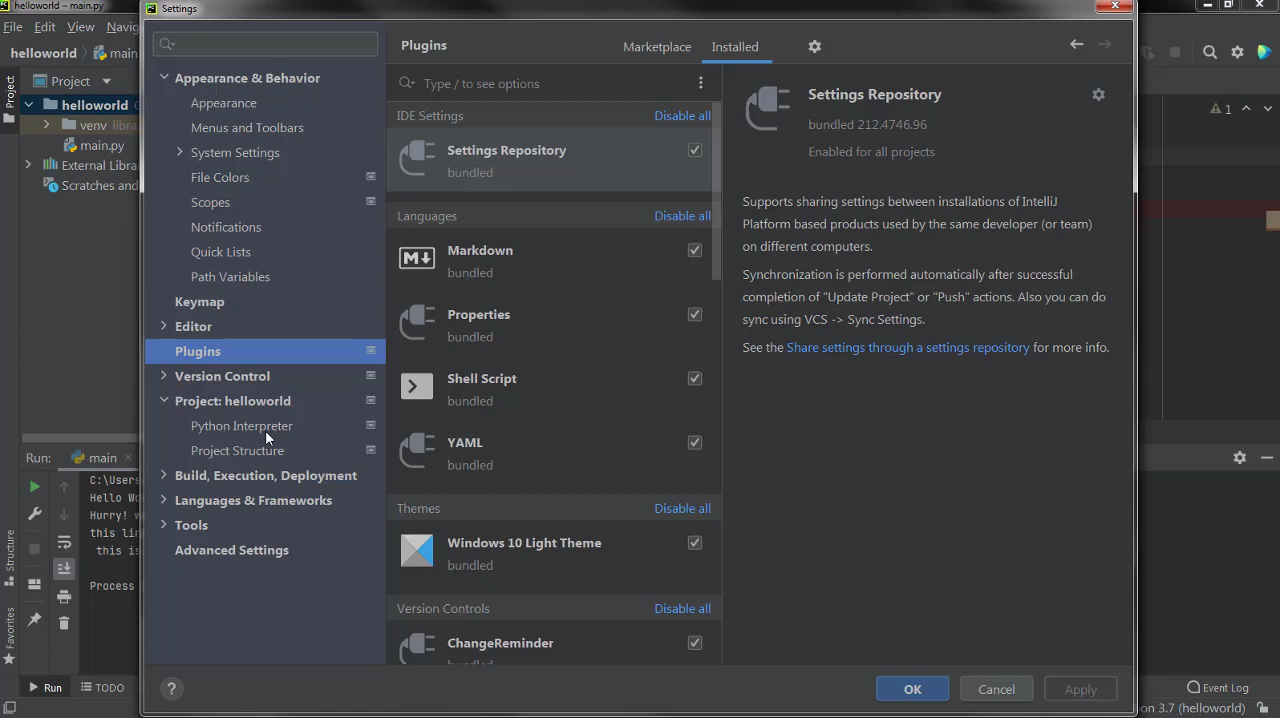 helloworld – main.py
Settings
File Edit View Navig
helloworld
main
Project
Project
helloworld
venv libra
main.py
External Libra
Scratches and
Appearance & Behavior
Appearance
Menus and Toolbars
System Settings
File Colors
Scopes
Notifications
Quick Lists
Path Variables
Keymap
Editor
Plugins
Version Control
Project: helloworld
Python Interpreter
Project Structure
Build, Execution, Deployment
Languages & Frameworks
Tools
Advanced Settings
Plugins
Marketplace
Installed
Type / to see options
IDE Settings
Disable all
Settings Repository
bundled
Languages
Disable all
M
Markdown
bundled
Properties
bundled
Shell Script
bundled
YAML
bundled
Themes
Disable all
Windows 10 Light Theme
bundled
Version Controls
Disable all
ChangeReminder
Settings Repository
bundled 212.4746.96
Enabled for all projects
Supports sharing settings between installations of IntelliJ
Platform based products used by the same developer (or team)
on different computers.
Synchronization is performed automatically after successful
completion of "Update Project" or "Push" actions. Also you can do
sync using VCS -> Sync Settings.
See the Share settings through a settings repository for more info.
1
Run:
main
C:\Users
Hello Wo
Hurry! w
this lin
this is
Process
Structure
Favorites
?
OK
Cancel
Apply
Run
TODO
Event Log
on 3.7 (helloworld)